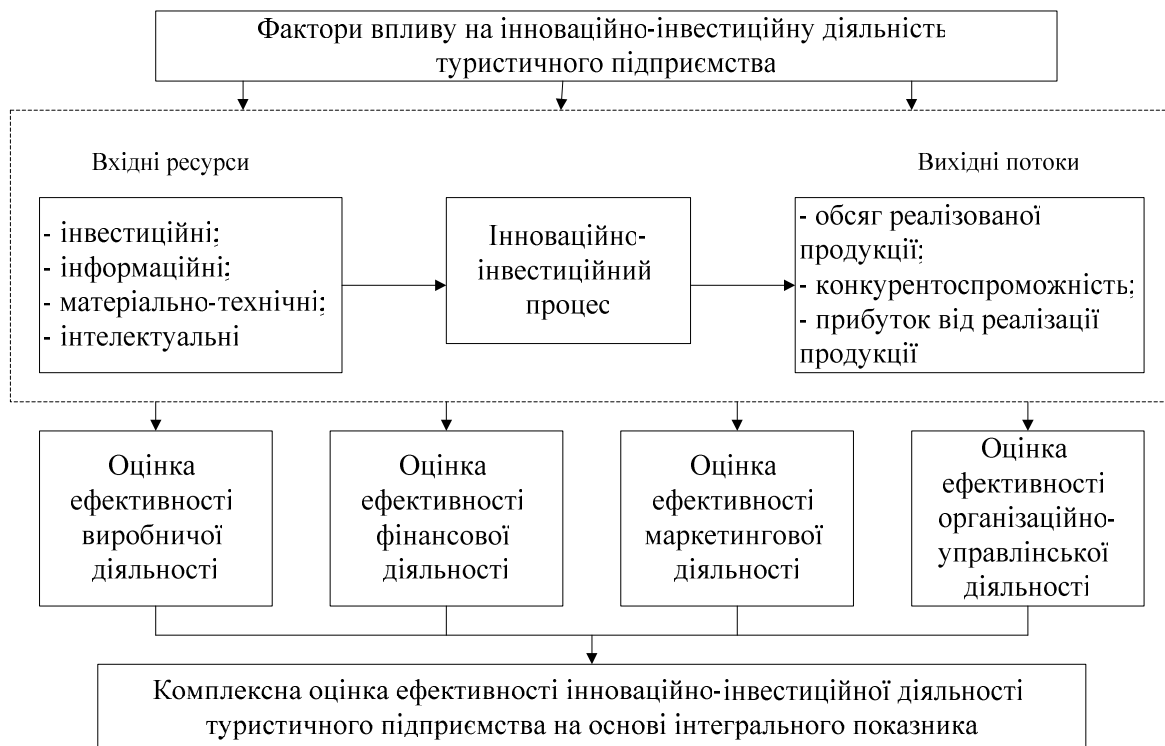 Фактори впливу на інноваційно-інвестиційну діяльність
туристичного підприємства
Вхідні ресурси
Вихідні потоки
- інвестиційні;
- інформаційні;
- матеріально-технічні;
- інтелектуальні
Інноваційно-
інвестиційний
процес
- обсяг реалізованої
продукції;
- конкурентоспроможність;
- прибуток від реалізації
продукції
Оцінка
ефективності
виробничої
діяльності
Оцінка
ефективності
фінансової
діяльності
Оцінка
ефективності
маркетингової
діяльності
Оцінка
ефективності
організаційно-
управлінської
діяльності
Комплексна оцінка ефективності інноваційно-інвестиційної діяльності
туристичного підприємства на основі інтегрального показника